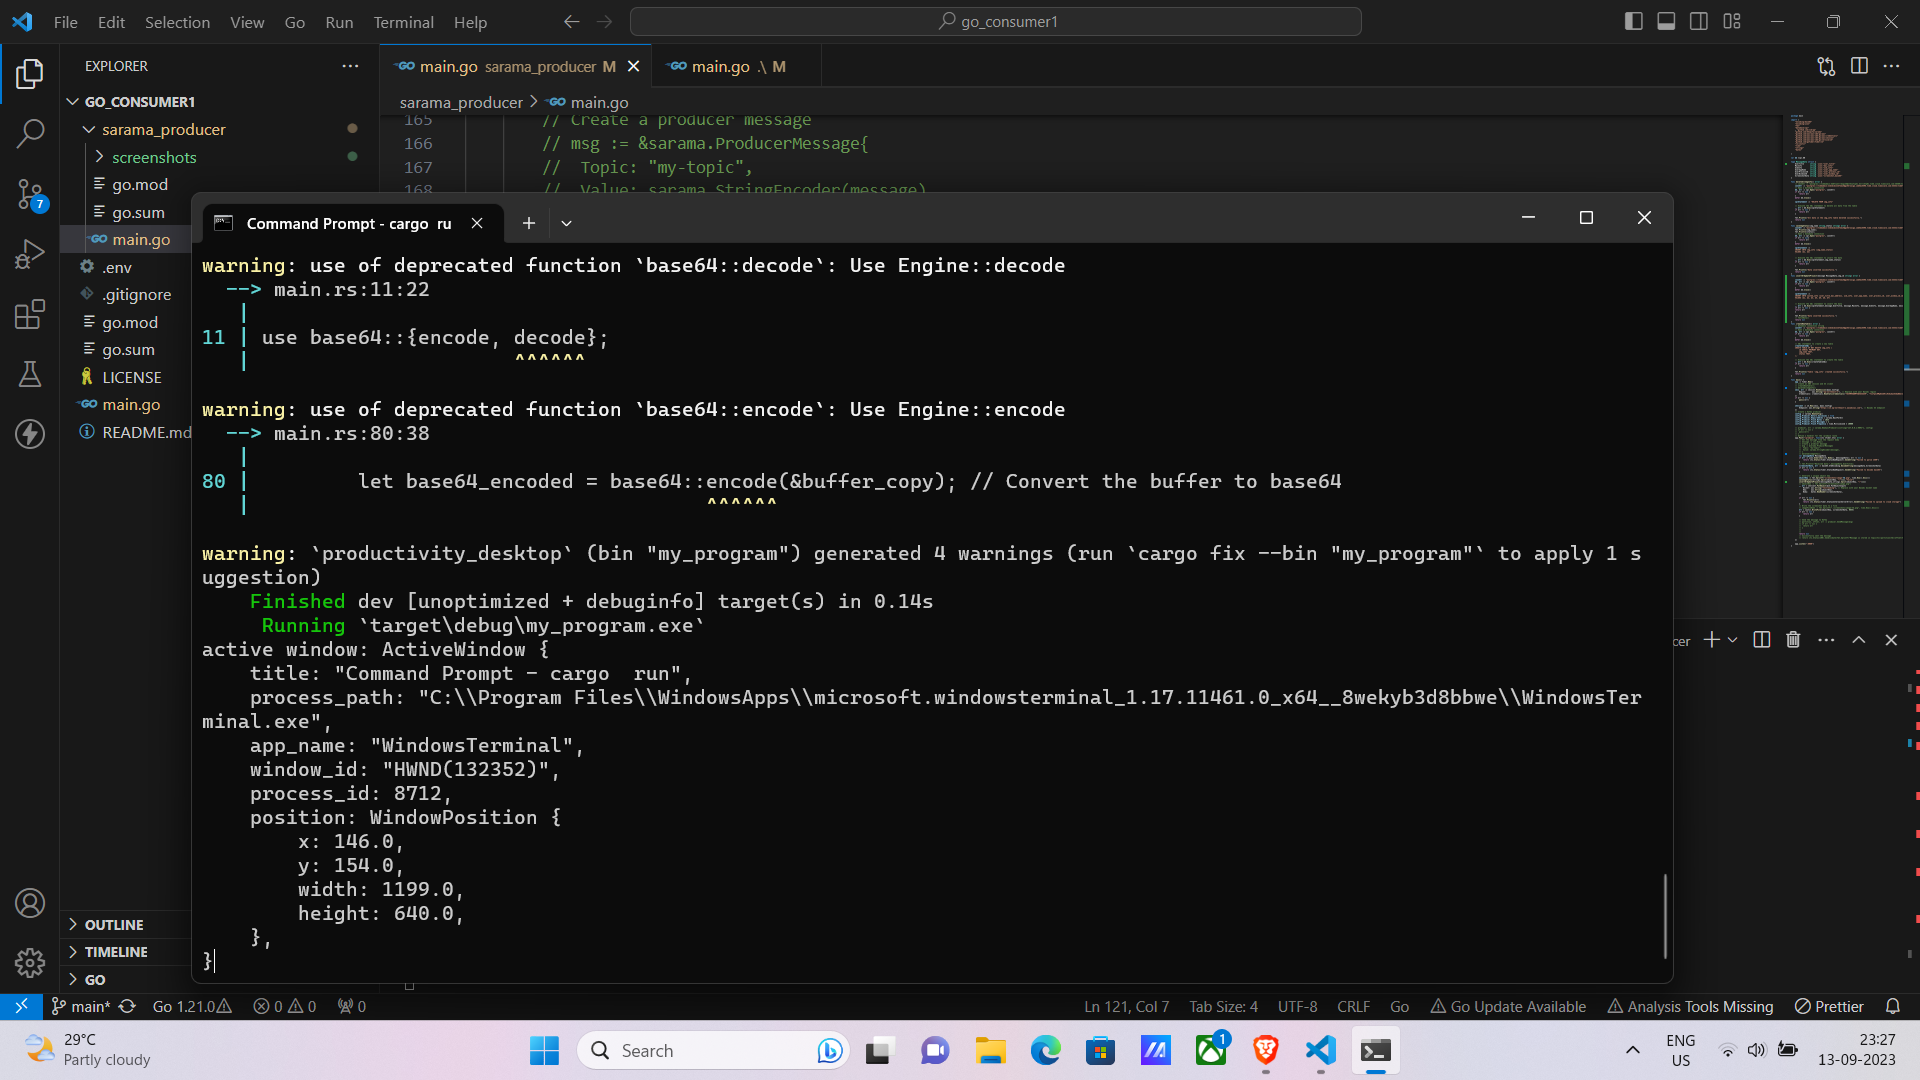 File Edit Selection View Go Run Terminal Help
go_consumer1
EXPLORER
GO_CONSUMER1
sarama_producer
screenshots
go.mod
go.sum
main.go
.env
.gitignore
go.mod
go.sum
LICENSE
main.go
README.md
OUTLINE
TIMELINE
GO
main.go sarama_producer M
main.go .\ M
sarama_producer > main.go
165 // Create a producer message
166 // msg := &sarama.ProducerMessage{
167 // Topic: "my-topic",
168 // Value: sarama.StringEncoder(message)
Command Prompt - cargo ru
warning: use of deprecated function `base64::decode`: Use Engine::decode
--> main.rs:11:22
|
11 | use base64::{encode, decode};
| ^^^^^^
warning: use of deprecated function `base64::encode`: Use Engine::encode
--> main.rs:80:38
|
80 | let base64_encoded = base64::encode(&buffer_copy); // Convert the buffer to base64
| ^^^^^^
warning: `productivity_desktop` (bin "my_program") generated 4 warnings (run `cargo fix --bin "my_program"` to apply 1 s
uggestion)
Finished dev [unoptimized + debuginfo] target(s) in 0.14s
Running `target\debug\my_program.exe`
active window: ActiveWindow {
title: "Command Prompt - cargo  run",
process_path: "C:\\Program Files\\WindowsApps\\microsoft.windowsterminal_1.17.11461.0_x64__8wekyb3d8bbwe\\WindowsTer
minal.exe",
app_name: "WindowsTerminal",
window_id: "HWND(132352)",
process_id: 8712,
position: WindowPosition {
x: 146.0,
y: 154.0,
width: 1199.0,
height: 640.0,
},
}
cer
7
main* Go 1.21.0 0 0 0
Ln 121, Col 7 Tab Size: 4 UTF-8 CRLF Go Go Update Available Analysis Tools Missing Prettier
29°C
Partly cloudy
Search
1
ENG
US
23:27
13-09-2023